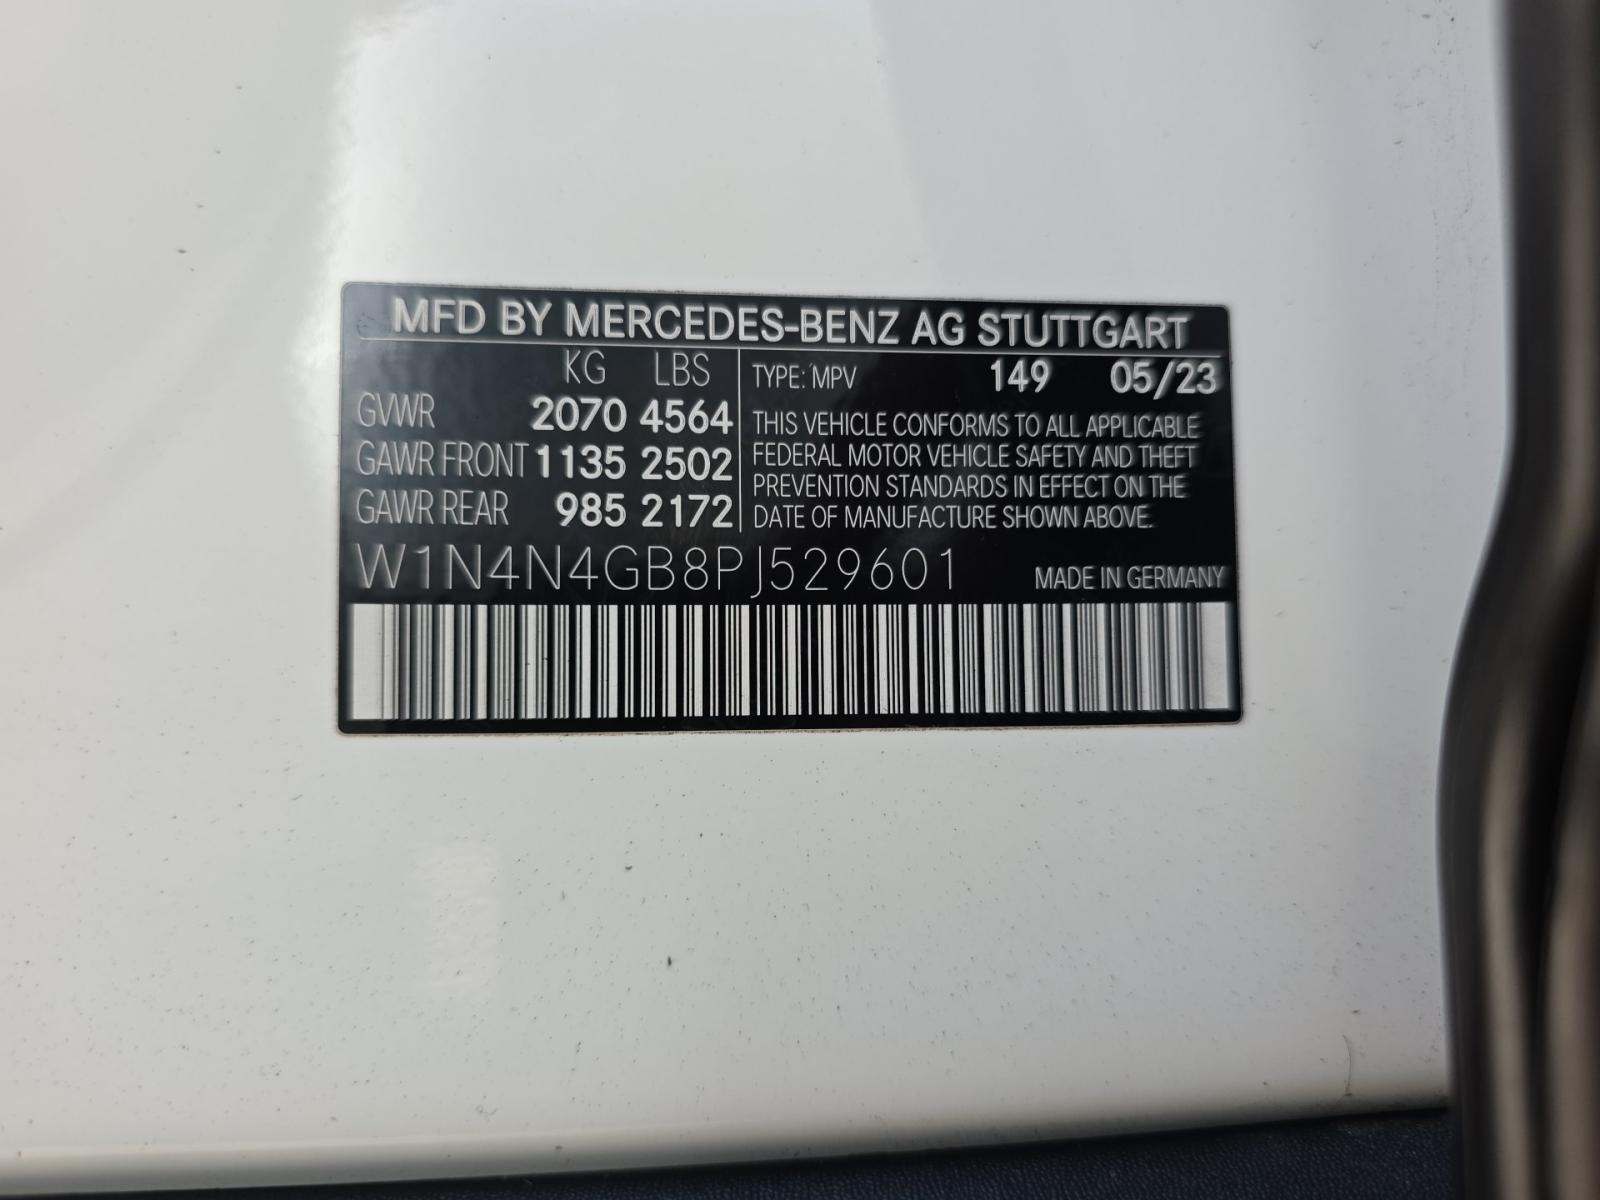 MFD BY MERCEDES-BENZ AG STUTTGART
KG LBS
GVWR 2070 4564
GAWR FRONT 1135 2502
GAWR REAR 985 2172
TYPE: MPV 149 05/23
THIS VEHICLE CONFORMS TO ALL APPLICABLE
FEDERAL MOTOR VEHICLE SAFETY AND THEFT
PREVENTION STANDARDS IN EFFECT ON THE
DATE OF MANUFACTURE SHOWN ABOVE.
W1N4N4GB8PJ529601
MADE IN GERMANY